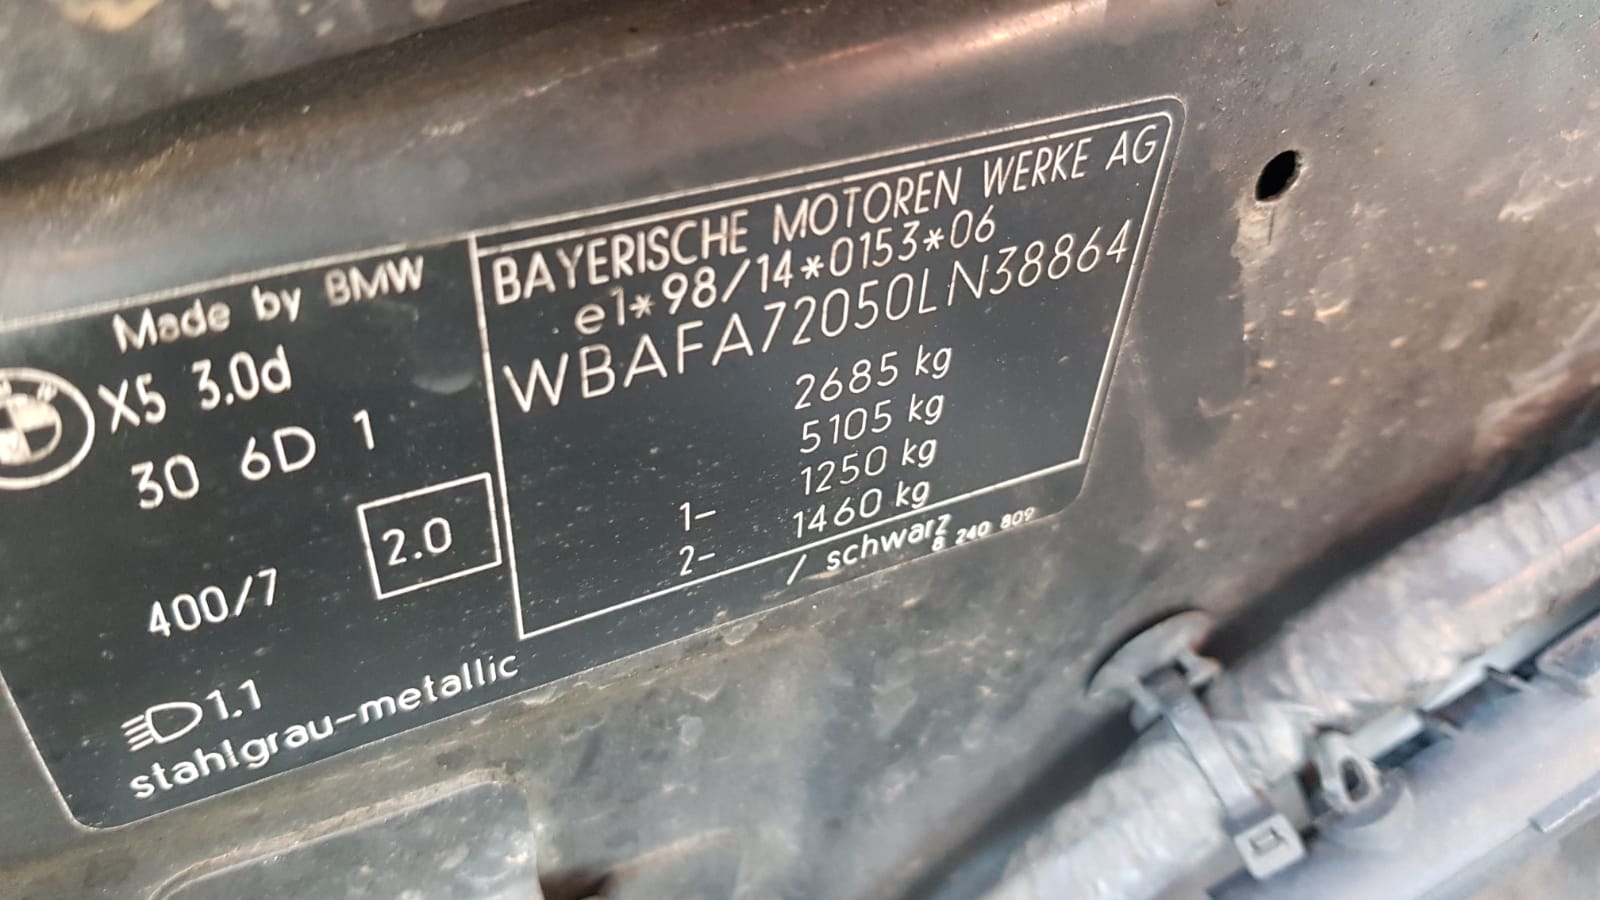 Made by BMW
X5 3.0d
30 6D 1
2.0
400/7
1.1
stahlgrau-metallic
BAYERISCHE MOTOREN WERKE AG
e1*98/14*0153*06
WBAFA72050LN38864
2685 kg
5105 kg
1- 1250 kg
2- 1460 kg
/ schwarz
8 240 809